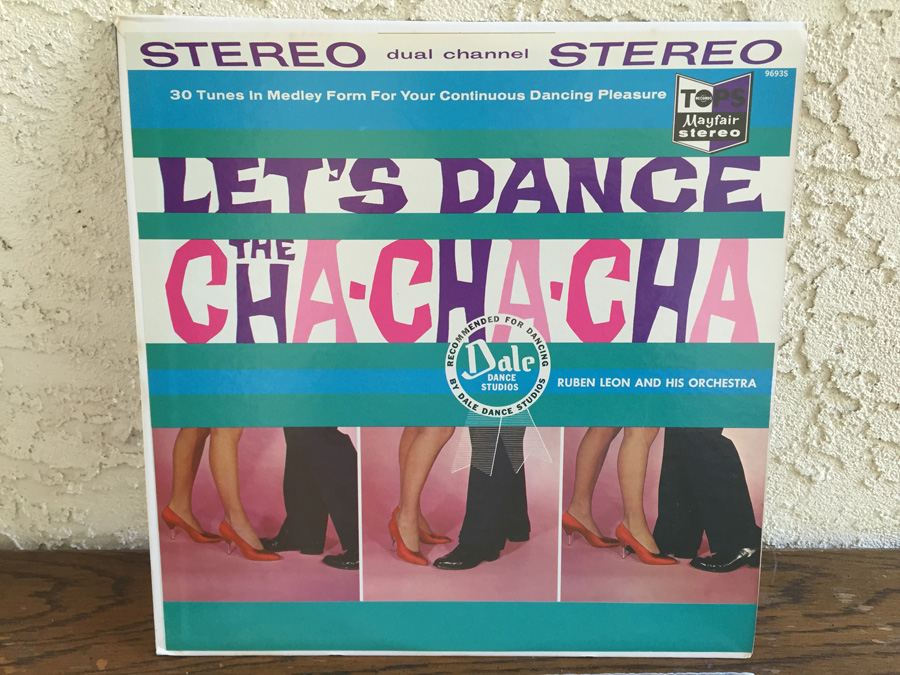 STEREO dual channel STEREO
9693S
30 Tunes In Medley Form For Your Continuous Dancing Pleasure
TOPS
RECORDS
Mayfair
stereo
LET'S DANCE
THE
CHA·CHA·CHA
RECOMMENDED FOR DANCING
BY DALE DANCE STUDIOS
Dale
DANCE
STUDIOS
RUBEN LEON AND HIS ORCHESTRA